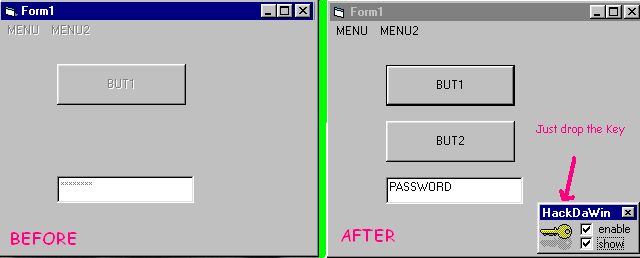 Form1
MENU MENU2
BUT1
xxxxxxxx
BEFORE
Form1
MENU MENU2
BUT1
BUT2
PASSWORD
AFTER
Just drop the Key
HackDaWin
enable
show